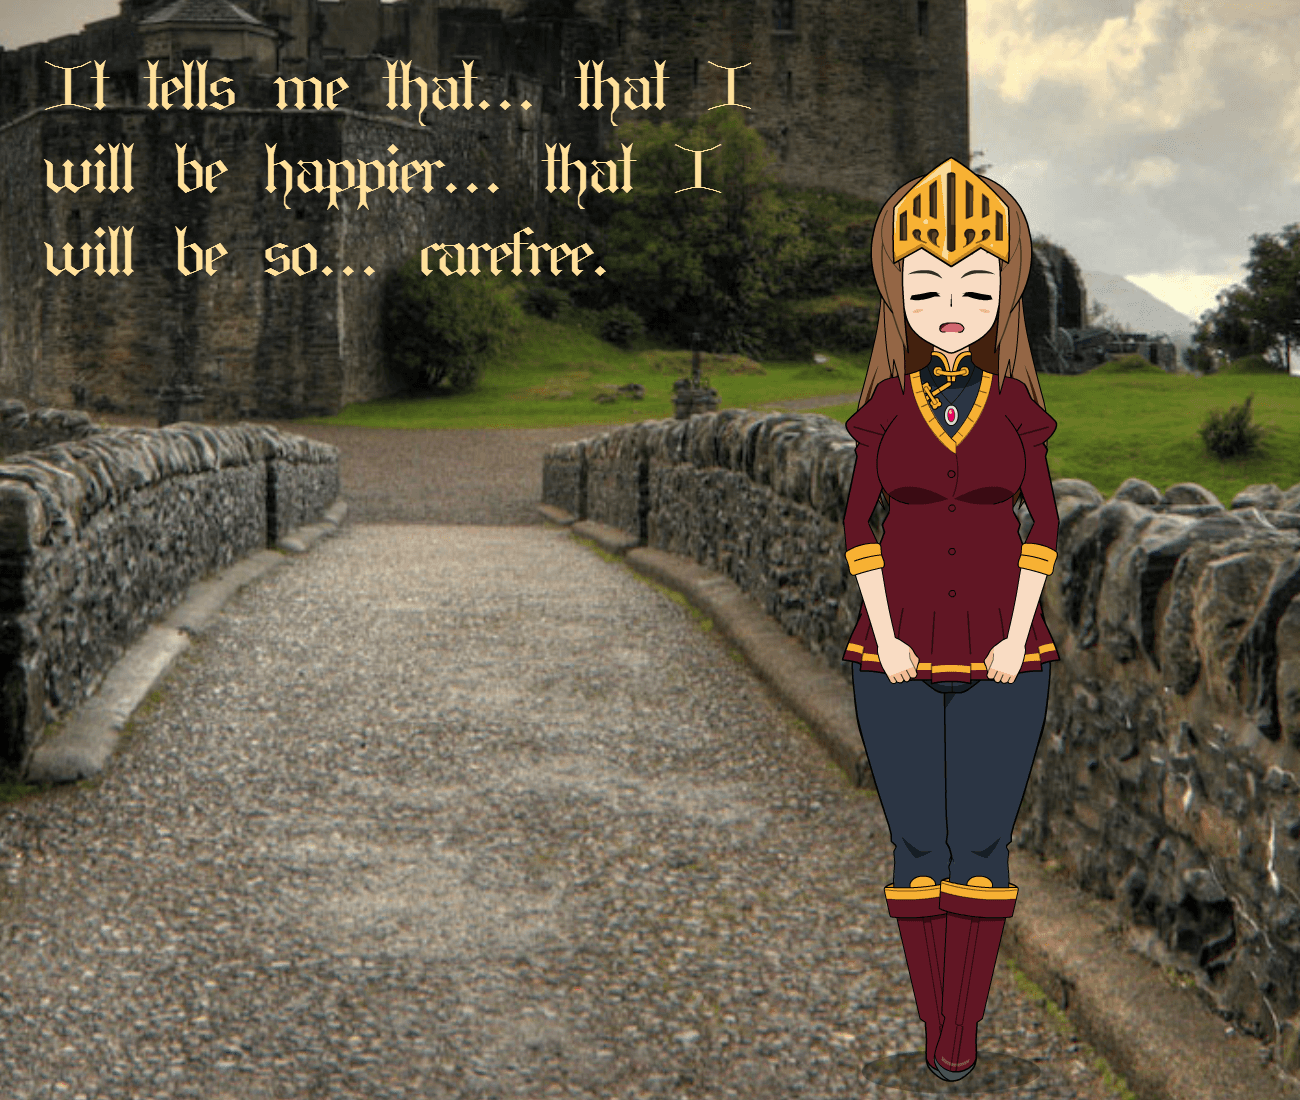 It tells me that... that I
will be happier... that I
will be so... carefree.